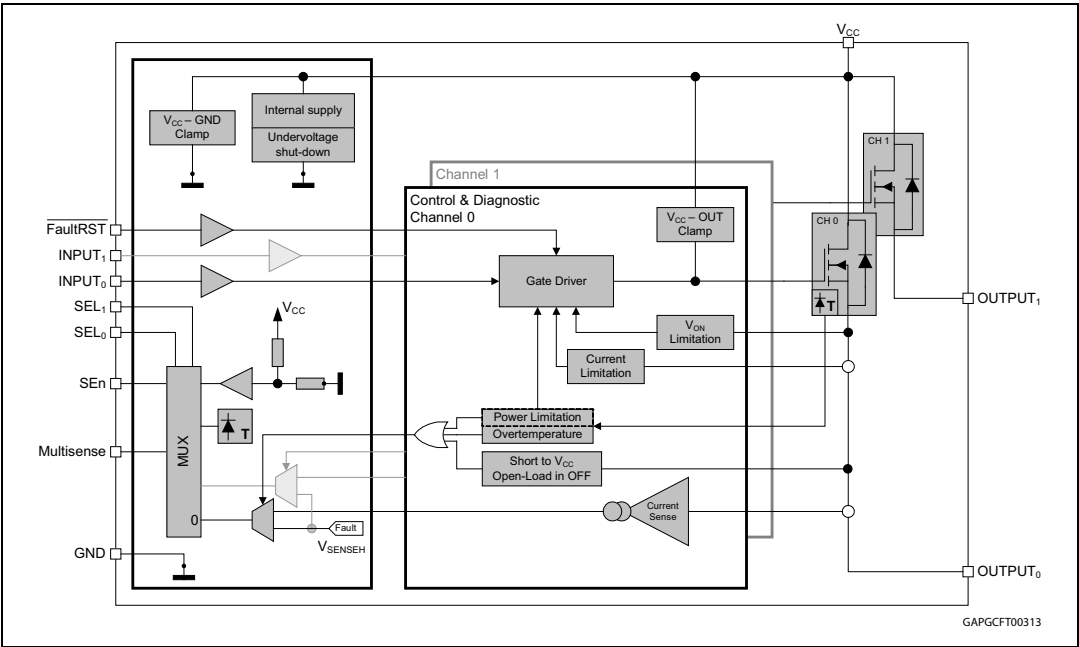 VCC
VCC – GND
Clamp
Internal supply
Undervoltage
shut-down
Channel 1
Control & Diagnostic
Channel 0
VCC – OUT
Clamp
CH 1
CH 0
T
FaultRST
INPUT1
INPUT0
SEL1
SEL0
SEn
Multisense
GND
Gate Driver
VON
Limitation
Current
Limitation
VCC
T
MUX
0
Power Limitation
Overtemperature
Short to VCC
Open-Load in OFF
Current
Sense
Fault
VSENSEH
OUTPUT1
OUTPUT0
GAPGCFT00313